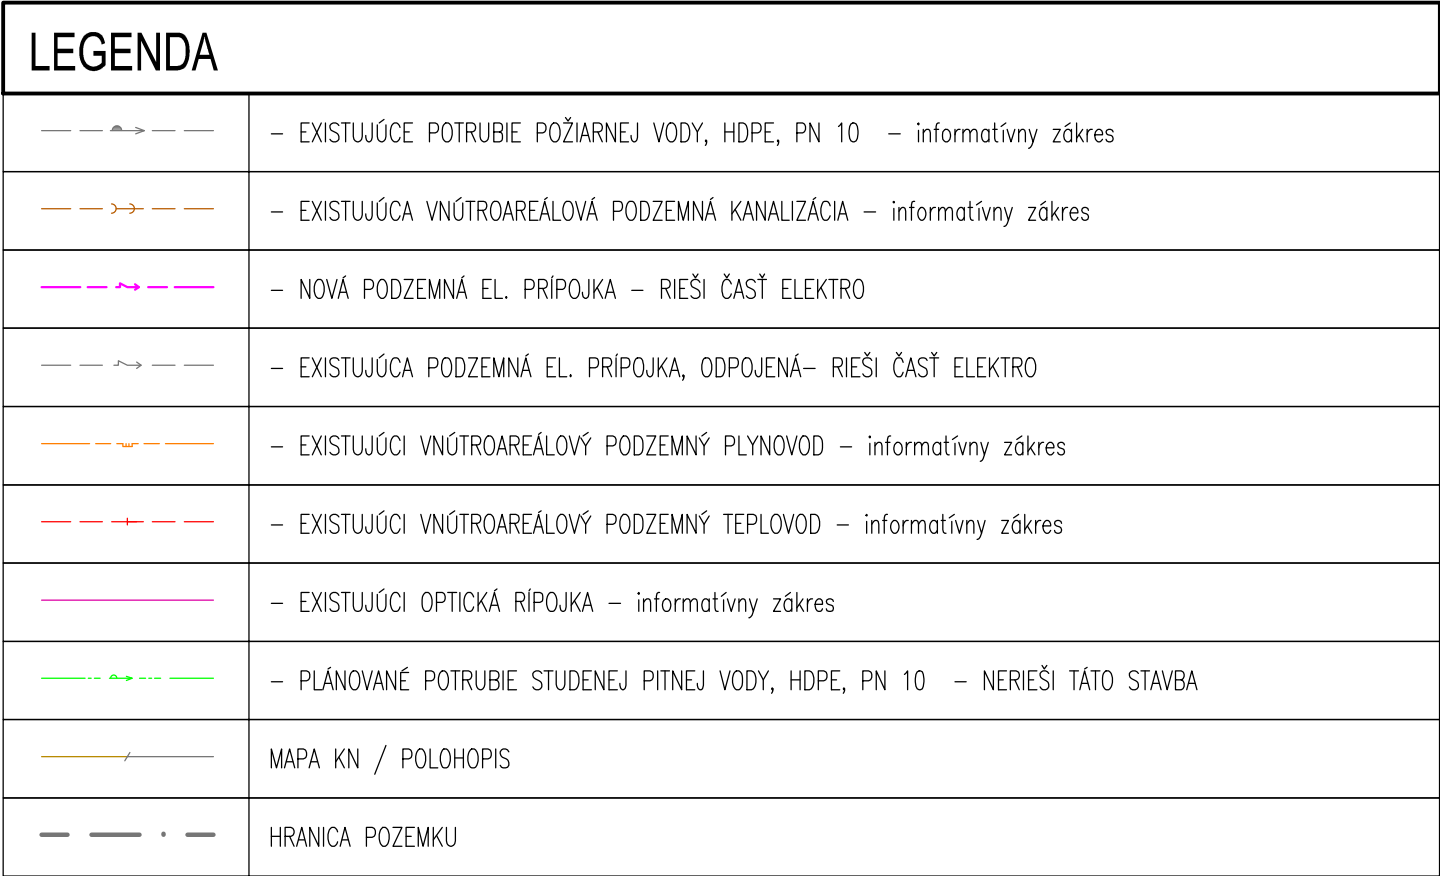 LEGENDA
- EXISTUJÚCE POTRUBIE POŽIARNEJ VODY, HDPE, PN 10 - informatívny zákres
- EXISTUJÚCA VNÚTROAREÁLOVÁ PODZEMNÁ KANALIZÁCIA - informatívny zákres
- NOVÁ PODZEMNÁ EL. PRÍPOJKA - RIEŠI ČASŤ ELEKTRO
- EXISTUJÚCA PODZEMNÁ EL. PRÍPOJKA, ODPOJENÁ- RIEŠI ČASŤ ELEKTRO
- EXISTUJÚCI VNÚTROAREÁLOVÝ PODZEMNÝ PLYNOVOD - informatívny zákres
- EXISTUJÚCI VNÚTROAREÁLOVÝ PODZEMNÝ TEPLOVOD - informatívny zákres
- EXISTUJÚCI OPTICKÁ RÍPOJKA - informatívny zákres
- PLÁNOVANÉ POTRUBIE STUDENEJ PITNEJ VODY, HDPE, PN 10 - NERIEŠI TÁTO STAVBA
MAPA KN / POLOHOPIS
HRANICA POZEMKU